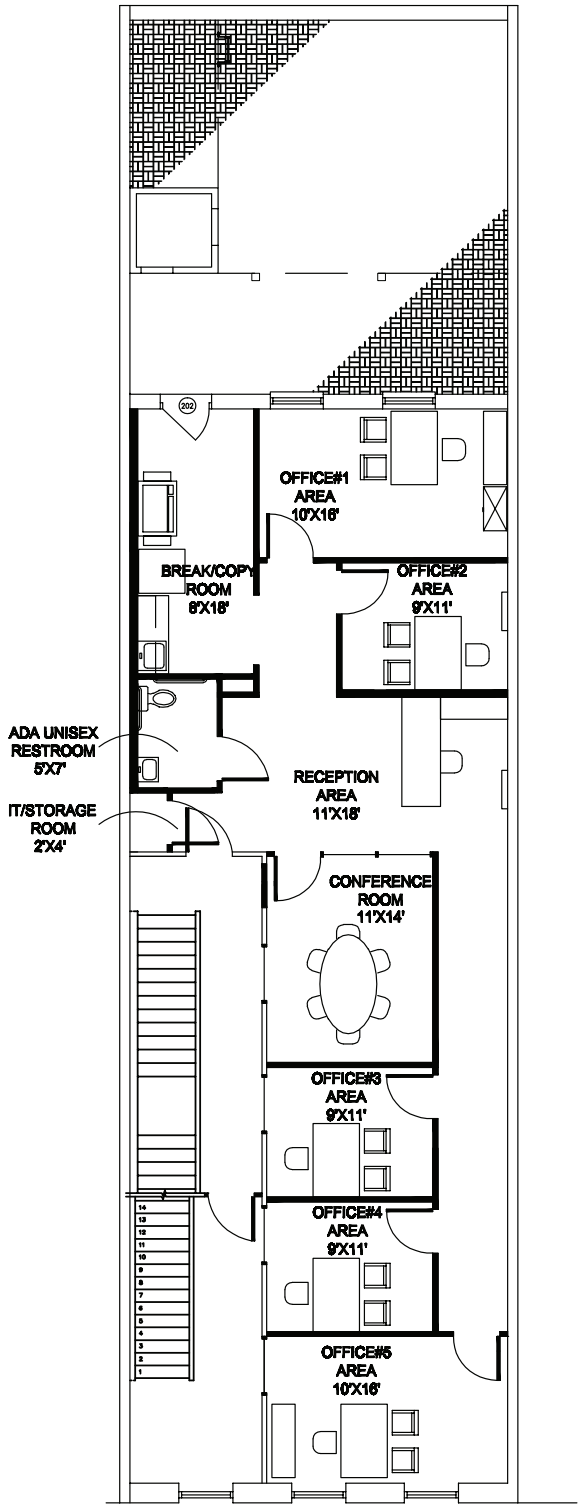 202
OFFICE#1
AREA
10'X16'
BREAK/COPY
ROOM
8'X18'
OFFICE#2
AREA
9'X11'
ADA UNISEX
RESTROOM
5'X7'
RECEPTION
AREA
11'X18'
IT/STORAGE
ROOM
2'X4'
CONFERENCE
ROOM
11'X14'
OFFICE#3
AREA
9'X11'
14
13
12
11
10
9
8
7
6
5
4
3
2
1
OFFICE#4
AREA
9'X11'
OFFICE#5
AREA
10'X16'